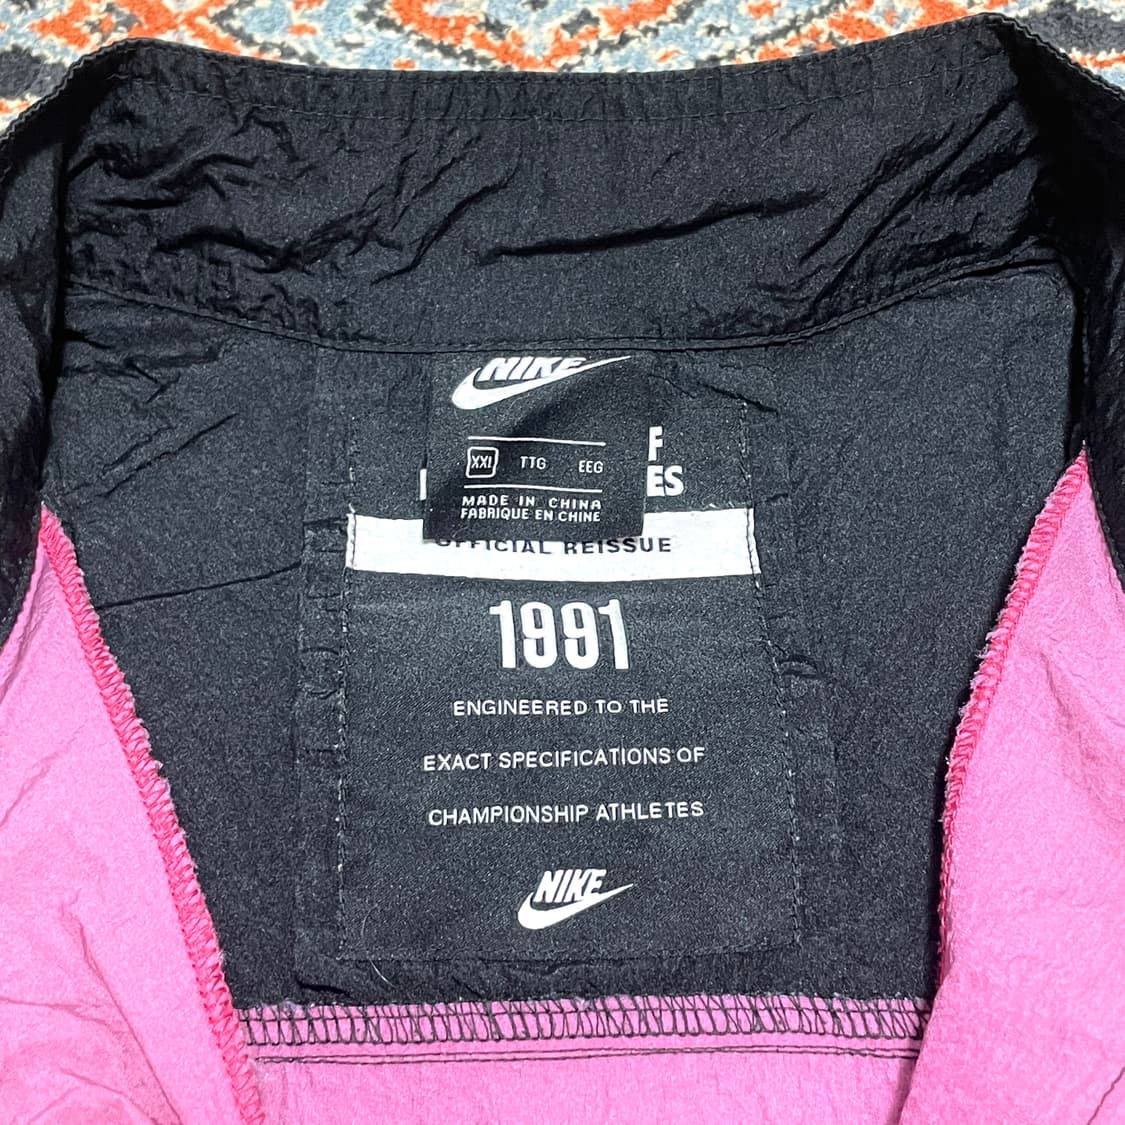 NIKE
XXL TTG EEG
MADE IN CHINA
FABRIQUE EN CHINE
F
ES
OFFICIAL REISSUE
1991
ENGINEERED TO THE
EXACT SPECIFICATIONS OF
CHAMPIONSHIP ATHLETES
NIKE